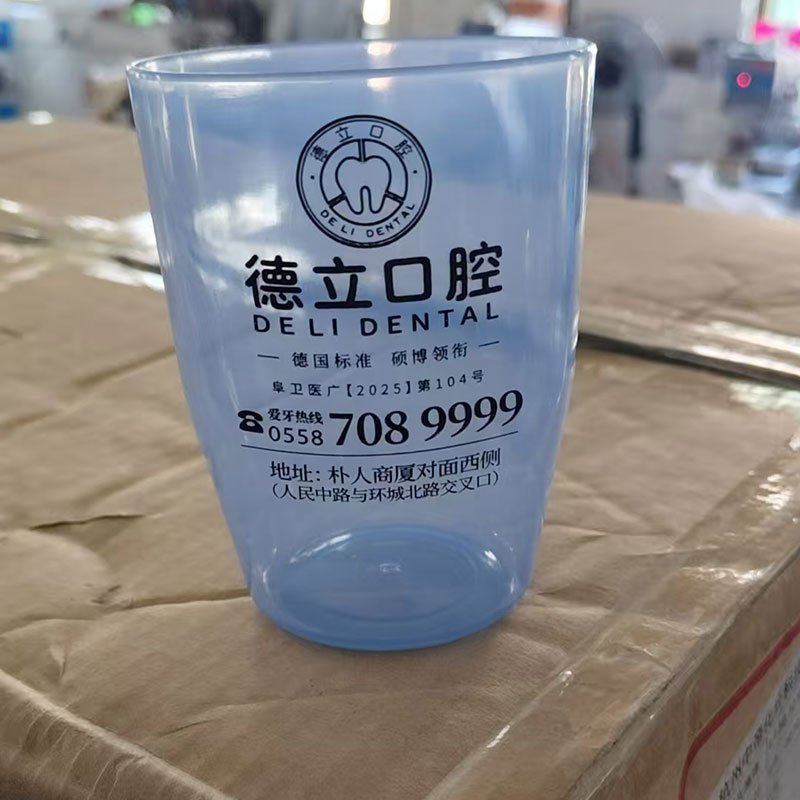 德立口腔
DE LI DENTAL
德立口腔
DE LI DENTAL
德国标准 硕博领衔
阜卫医广【2025】第104号
爱牙热线
0558 708 9999
地址：朴人商厦对面西侧
（人民中路与环城北路交叉口）